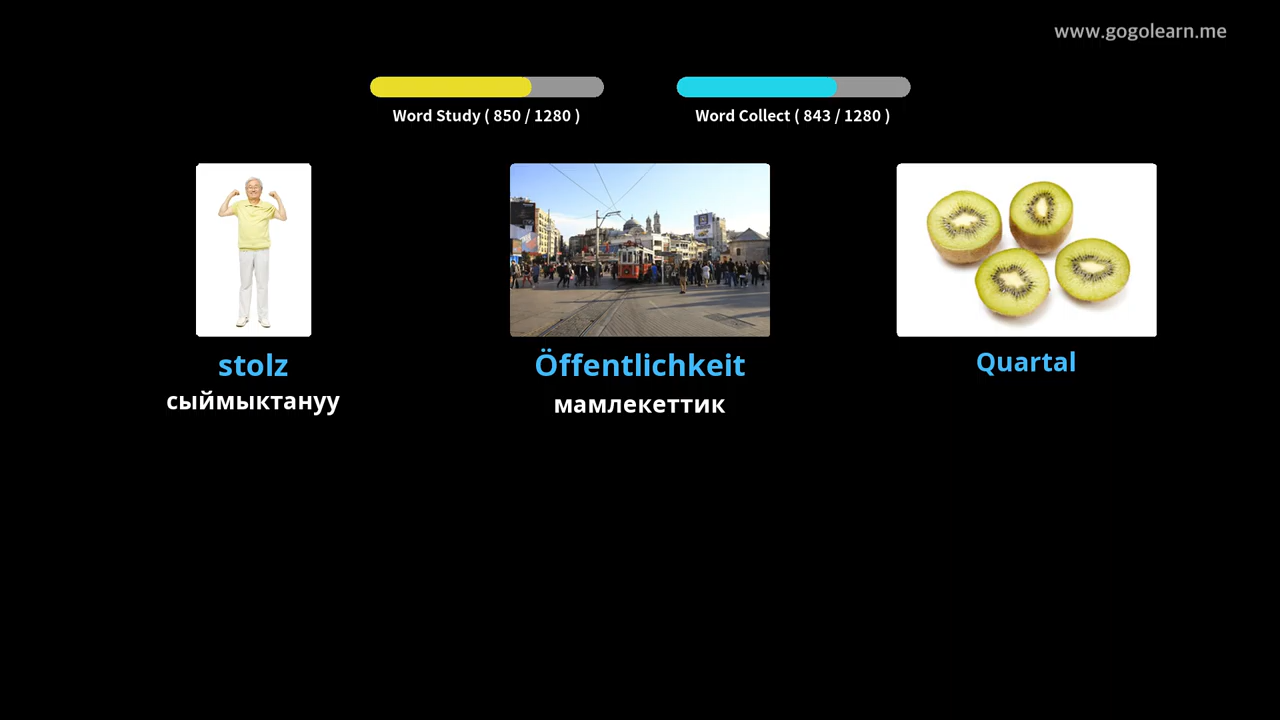 www.gogolearn.me
Word Study ( 850 / 1280 )
Word Collect ( 843 / 1280 )
stolz
сыймыктануу
Öffentlichkeit
мамлекеттик
Quartal